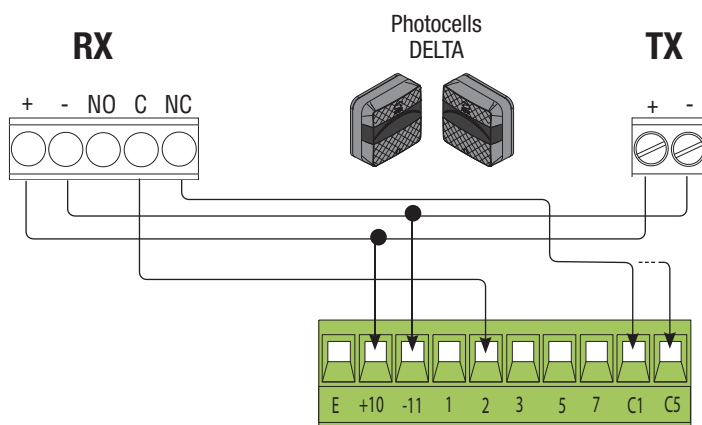 Photocells
DELTA
RX
TX
+ - NO C NC
+ -
E +10 -11 1 2 3 5 7 C1 C5